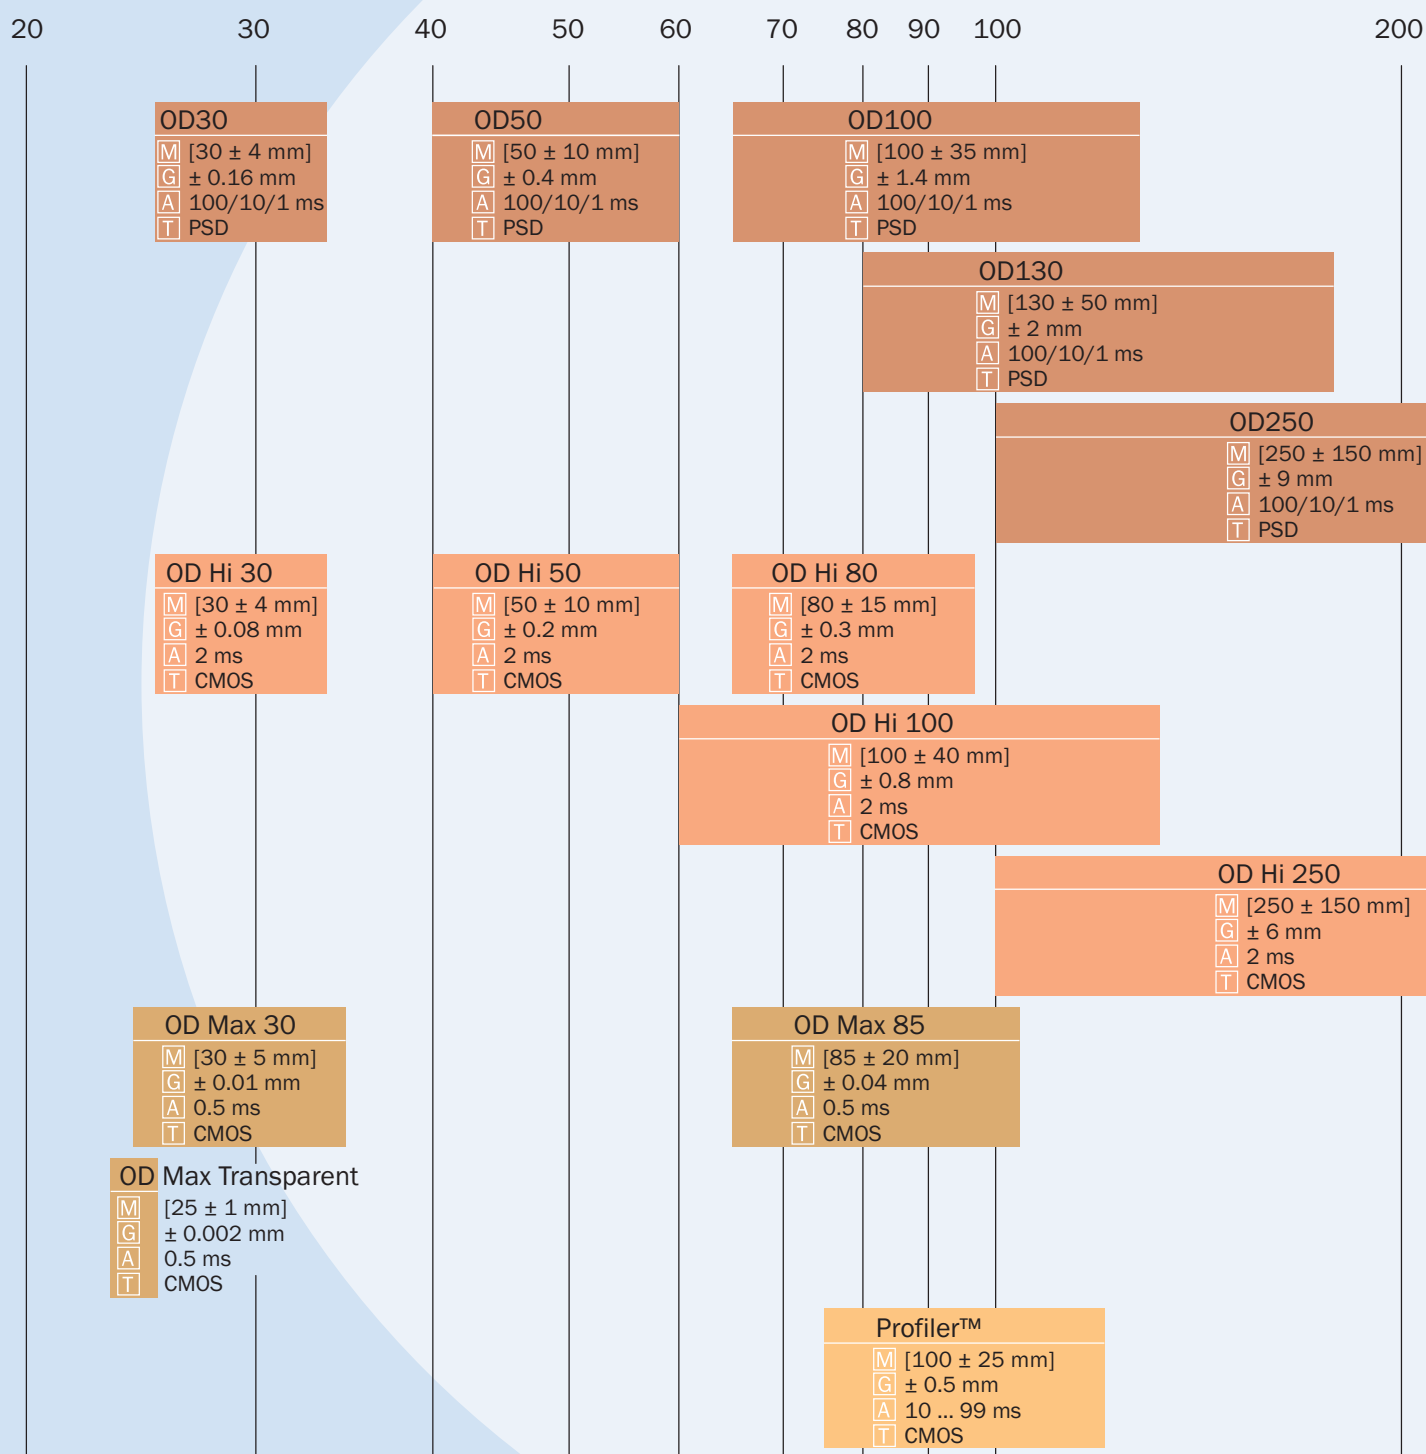 20 30 40 50 60 70 80 90 100 200
OD30
M [30 ± 4 mm]
G ± 0.16 mm
A 100/10/1 ms
T PSD
OD50
M [50 ± 10 mm]
G ± 0.4 mm
A 100/10/1 ms
T PSD
OD100
M [100 ± 35 mm]
G ± 1.4 mm
A 100/10/1 ms
T PSD
OD130
M [130 ± 50 mm]
G ± 2 mm
A 100/10/1 ms
T PSD
OD250
M [250 ± 150 mm]
G ± 9 mm
A 100/10/1 ms
T PSD
OD Hi 30
M [30 ± 4 mm]
G ± 0.08 mm
A 2 ms
T CMOS
OD Hi 50
M [50 ± 10 mm]
G ± 0.2 mm
A 2 ms
T CMOS
OD Hi 80
M [80 ± 15 mm]
G ± 0.3 mm
A 2 ms
T CMOS
OD Hi 100
M [100 ± 40 mm]
G ± 0.8 mm
A 2 ms
T CMOS
OD Hi 250
M [250 ± 150 mm]
G ± 6 mm
A 2 ms
T CMOS
OD Max 30
M [30 ± 5 mm]
G ± 0.01 mm
A 0.5 ms
T CMOS
OD Max 85
M [85 ± 20 mm]
G ± 0.04 mm
A 0.5 ms
T CMOS
OD Max Transparent
M [25 ± 1 mm]
G ± 0.002 mm
A 0.5 ms
T CMOS
Profiler™
M [100 ± 25 mm]
G ± 0.5 mm
A 10 ... 99 ms
T CMOS